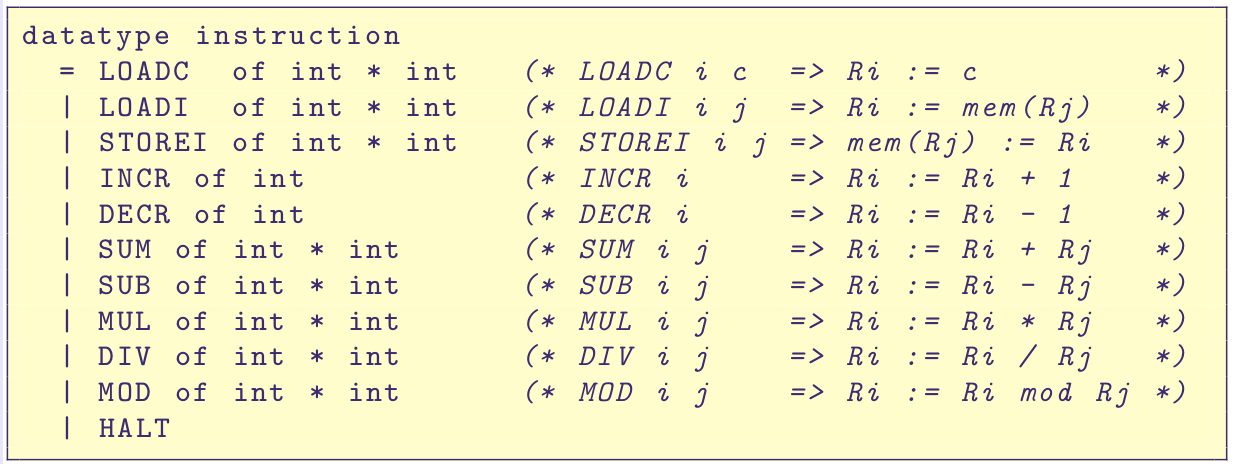 datatype instruction
= LOADC of int * int (* LOADC i c => Ri := c *)
| LOADI of int * int (* LOADI i j => Ri := mem(Rj) *)
| STOREI of int * int (* STOREI i j => mem(Rj) := Ri *)
| INCR of int (* INCR i => Ri := Ri + 1 *)
| DECR of int (* DECR i => Ri := Ri - 1 *)
| SUM of int * int (* SUM i j => Ri := Ri + Rj *)
| SUB of int * int (* SUB i j => Ri := Ri - Rj *)
| MUL of int * int (* MUL i j => Ri := Ri * Rj *)
| DIV of int * int (* DIV i j => Ri := Ri / Rj *)
| MOD of int * int (* MOD i j => Ri := Ri mod Rj *)
| HALT